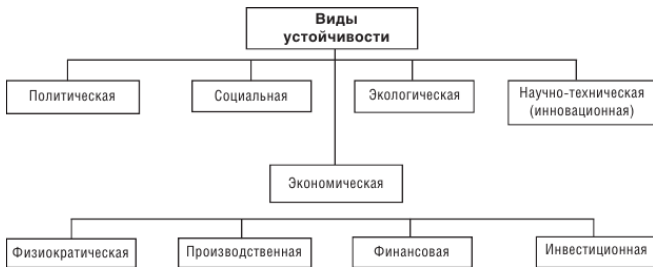 Виды
устойчивости
Политическая
Социальная
Экологическая
Научно-техническая
(инновационная)
Экономическая
Физиократическая
Производственная
Финансовая
Инвестиционная